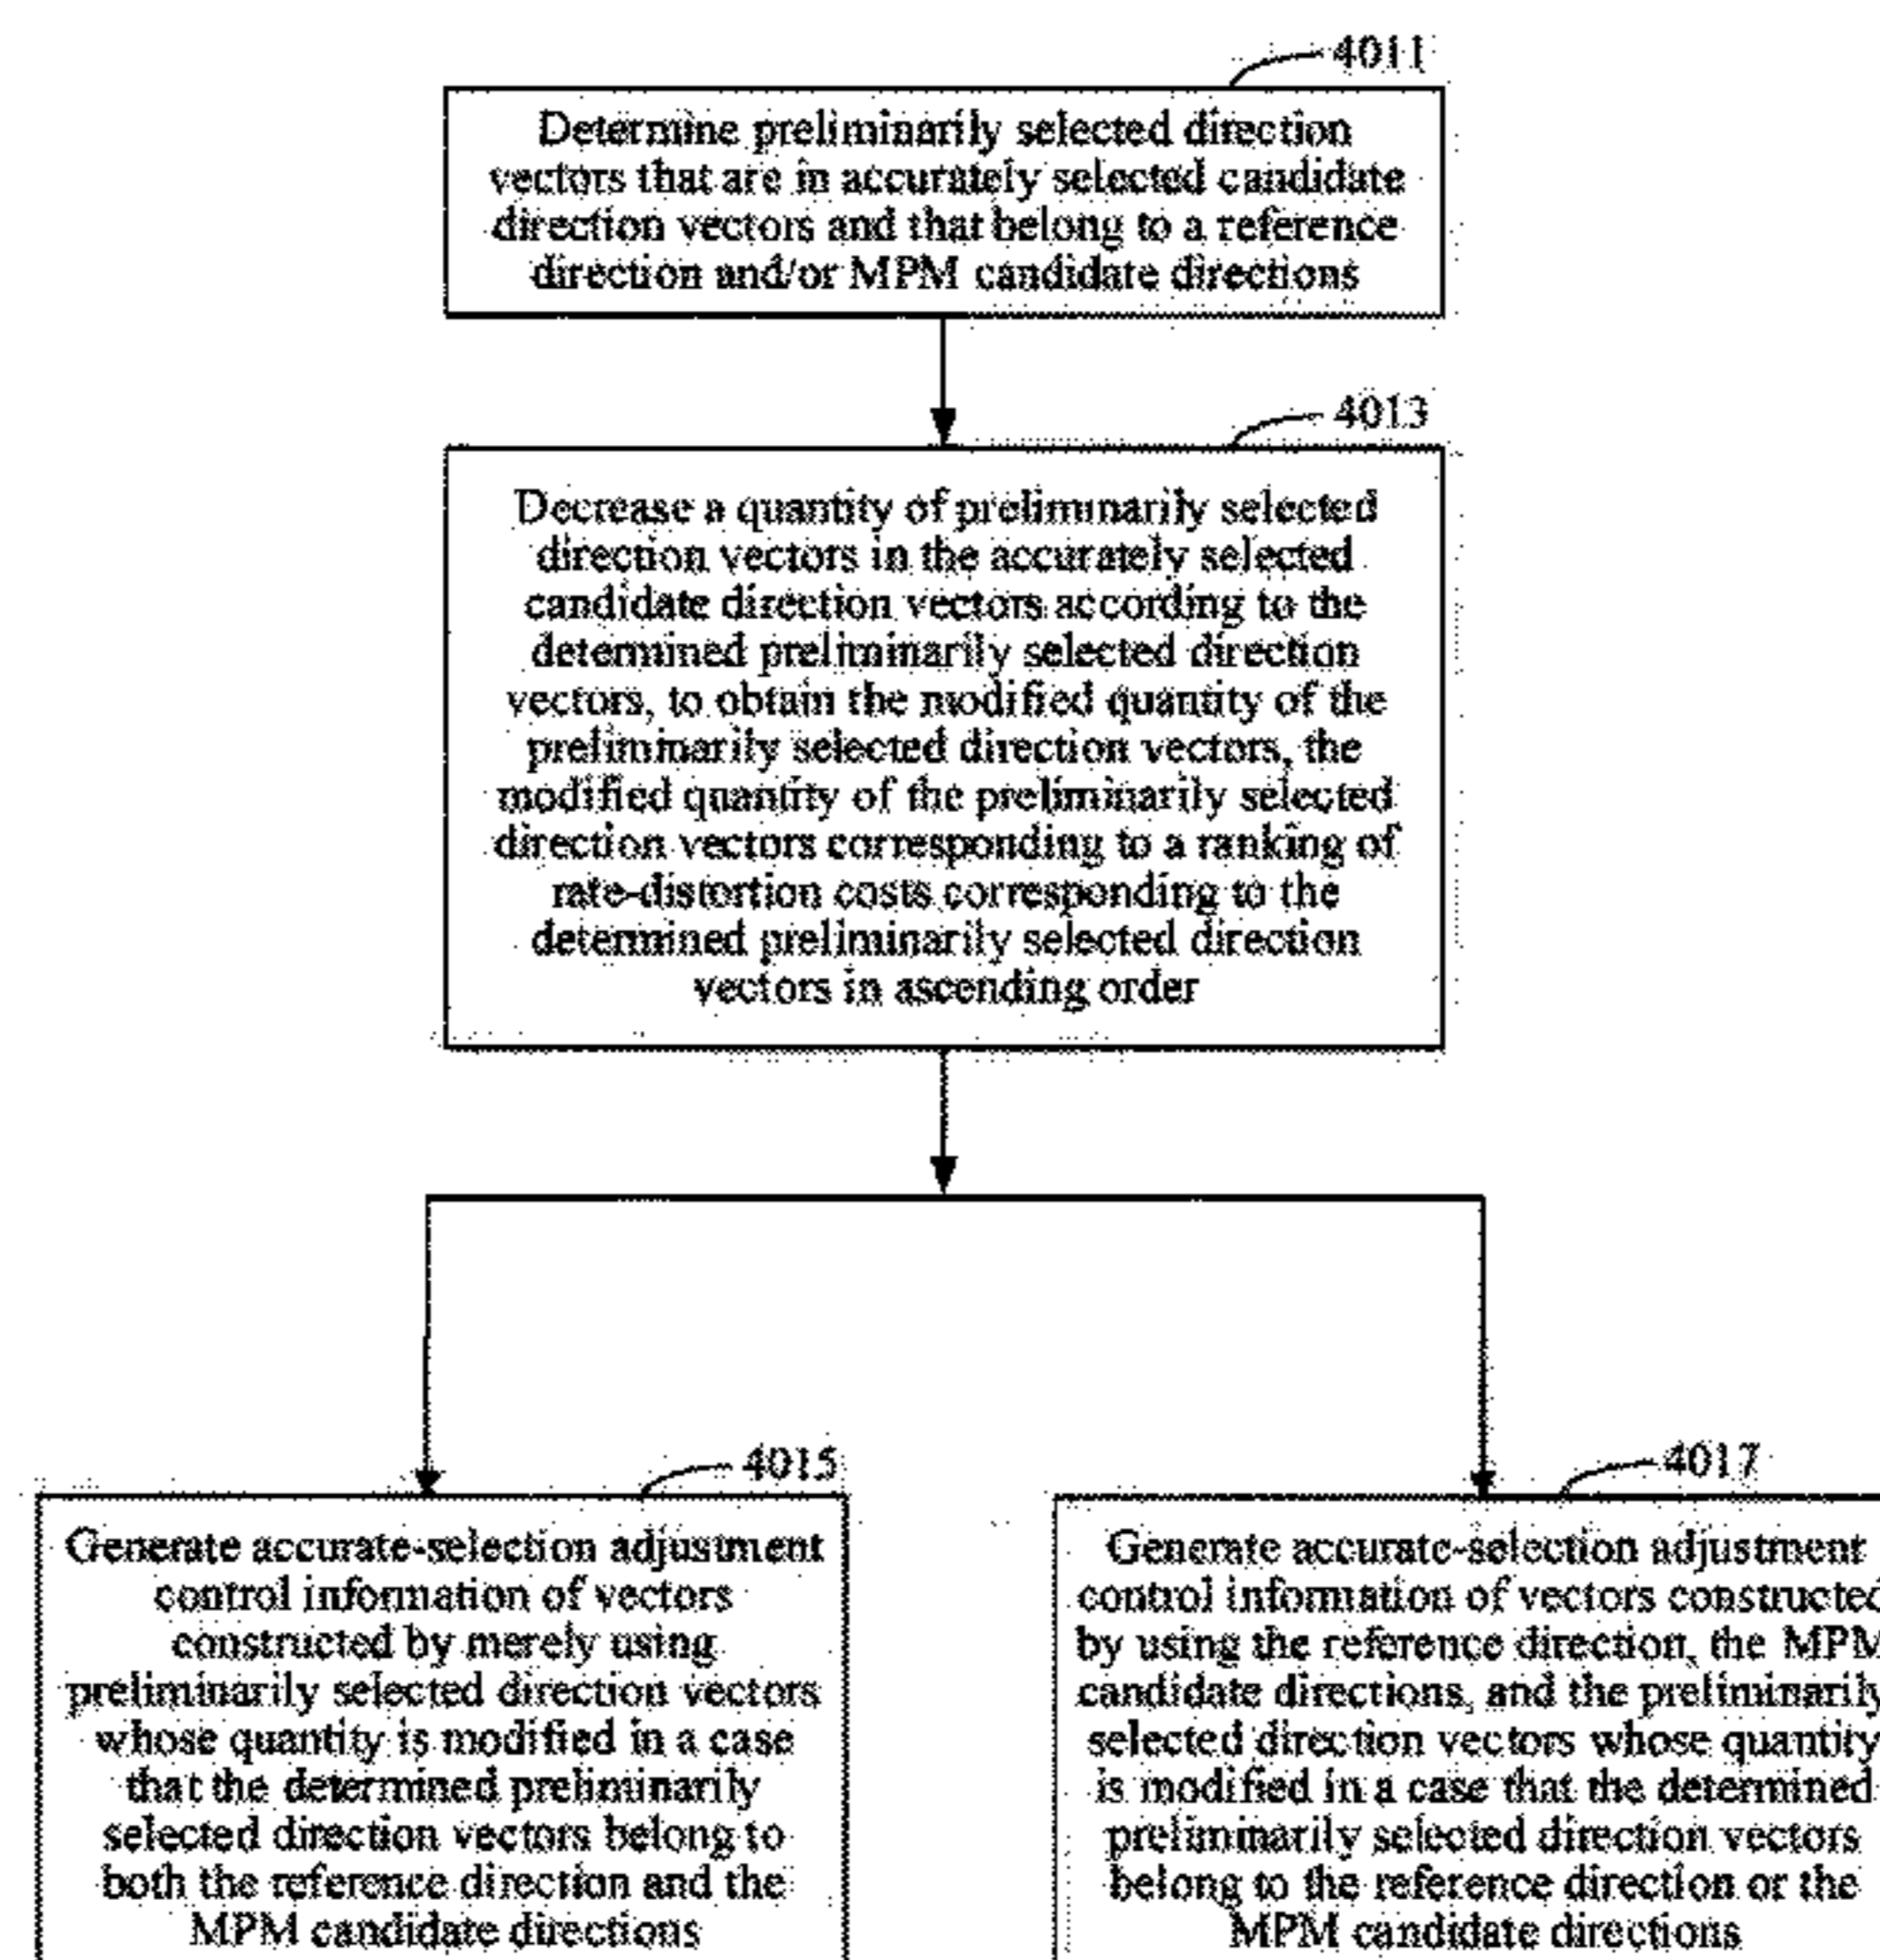 4011
Determine preliminarily selected direction
vectors that are in accurately selected candidate
direction vectors and that belong to a reference
direction and/or MPM candidate directions
4013
Decrease a quantity of preliminarily selected
direction vectors in the accurately selected
candidate direction vectors according to the
determined preliminarily selected direction
vectors, to obtain the modified quantity of the
preliminarily selected direction vectors, the
modified quantity of the preliminarily selected
direction vectors corresponding to a ranking of
rate-distortion costs corresponding to the
determined preliminarily selected direction
vectors in ascending order
4015
Generate accurate-selection adjustment
control information of vectors
constructed by merely using
preliminarily selected direction vectors
whose quantity is modified in a case
that the determined preliminarily
selected direction vectors belong to
both the reference direction and the
MPM candidate directions
4017
Generate accurate-selection adjustment
control information of vectors constructed
by using the reference direction, the MPM
candidate directions, and the preliminarily
selected direction vectors whose quantity
is modified in a case that the determined
preliminarily selected direction vectors
belong to the reference direction or the
MPM candidate directions